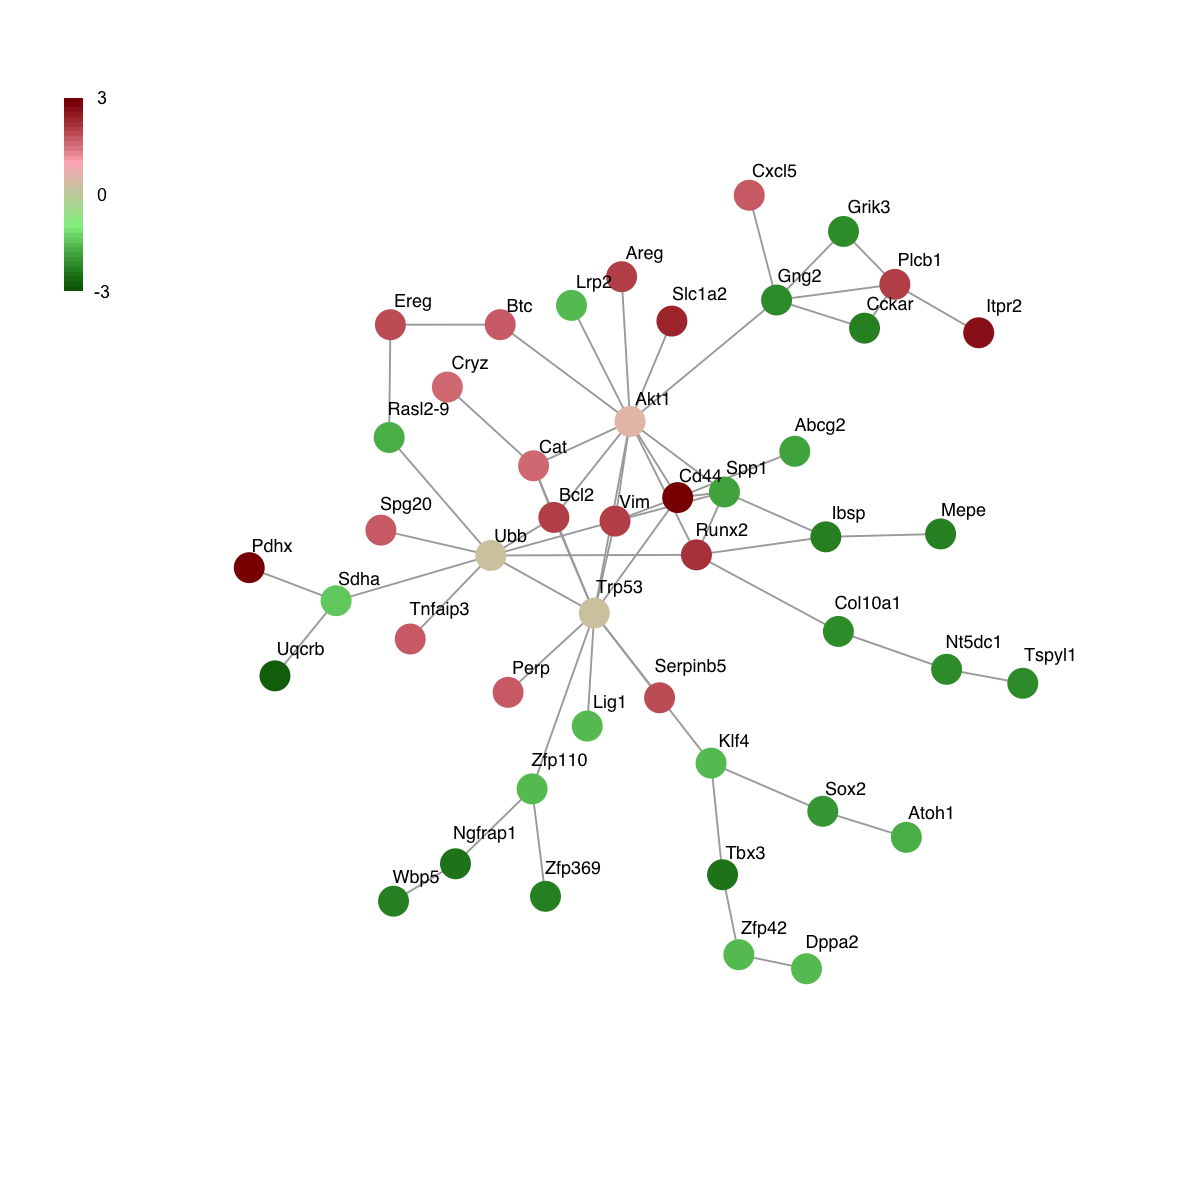 3
0
-3
Cxcl5
Grik3
Areg
Plcb1
Gng2
Lrp2
Slc1a2
Ereg
Btc
Cckar
Itpr2
Cryz
Akt1
Rasl2-9
Abcg2
Cat
Cd44
Spp1
Bcl2
Vim
Spg20
Ibsp
Mepe
Runx2
Ubb
Pdhx
Sdha
Trp53
Tnfaip3
Col10a1
Uqcrb
Nt5dc1
Tspyl1
Perp
Serpinb5
Lig1
Klf4
Zfp110
Sox2
Atoh1
Ngfrap1
Tbx3
Zfp369
Wbp5
Zfp42
Dppa2